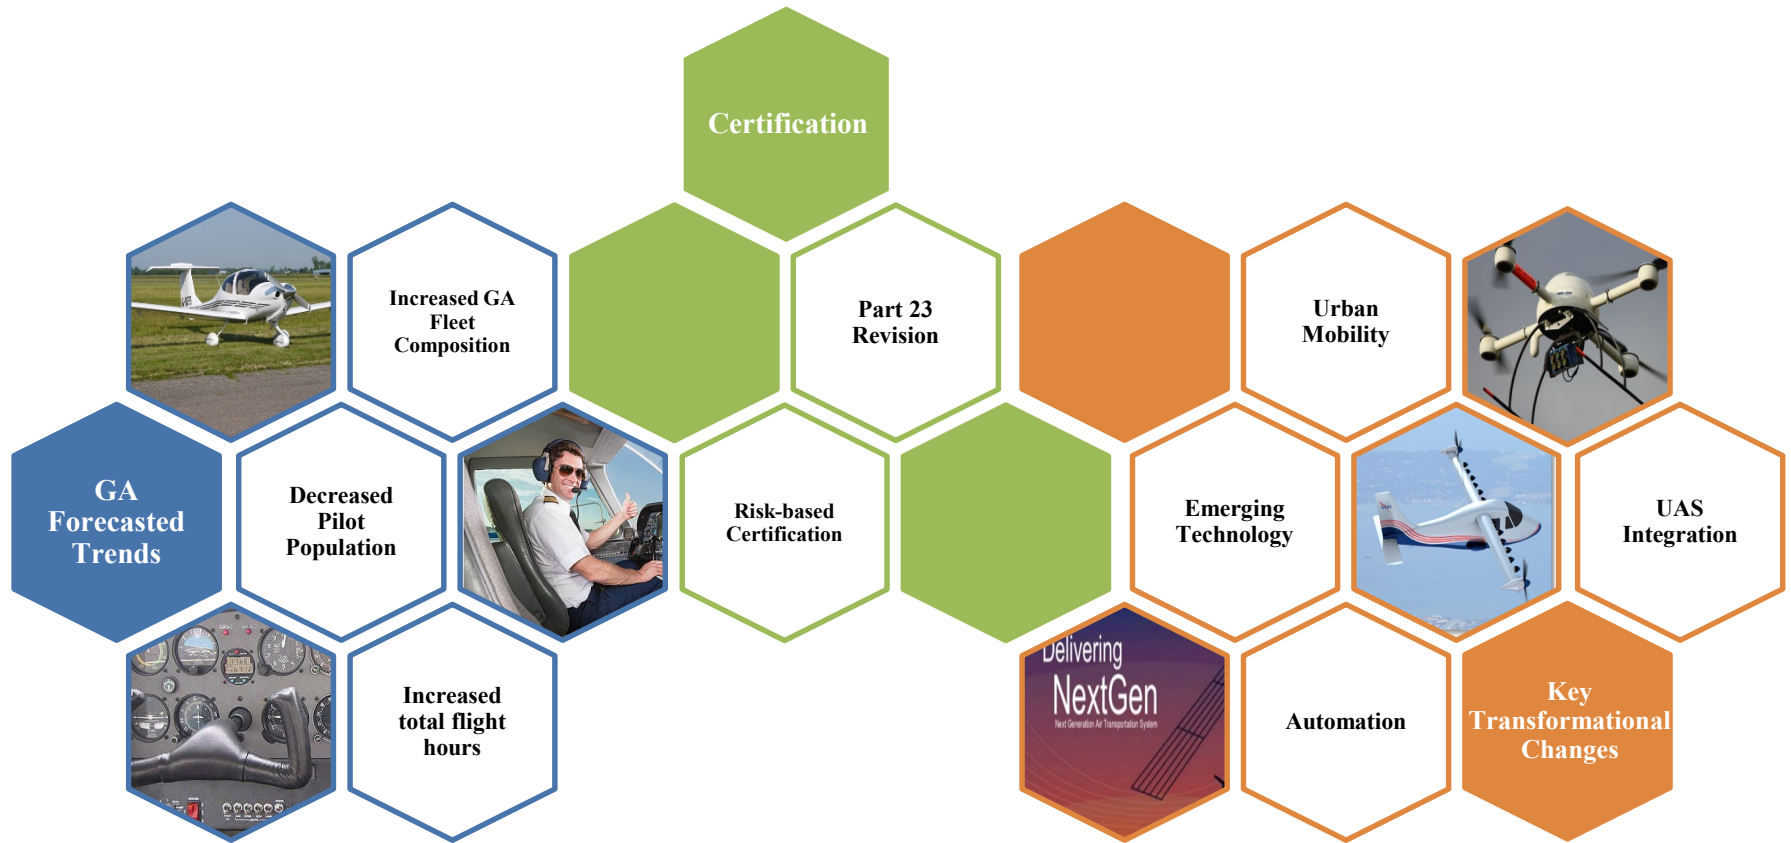 Certification
Increased GA
Fleet
Composition
Part 23
Revision
Urban
Mobility
GA
Forecasted
Trends
Decreased
Pilot
Population
Risk-based
Certification
Emerging
Technology
UAS
Integration
Increased
total flight
hours
Delivering
NextGen
Next Generation Air Transportation System
Automation
Key
Transformational
Changes